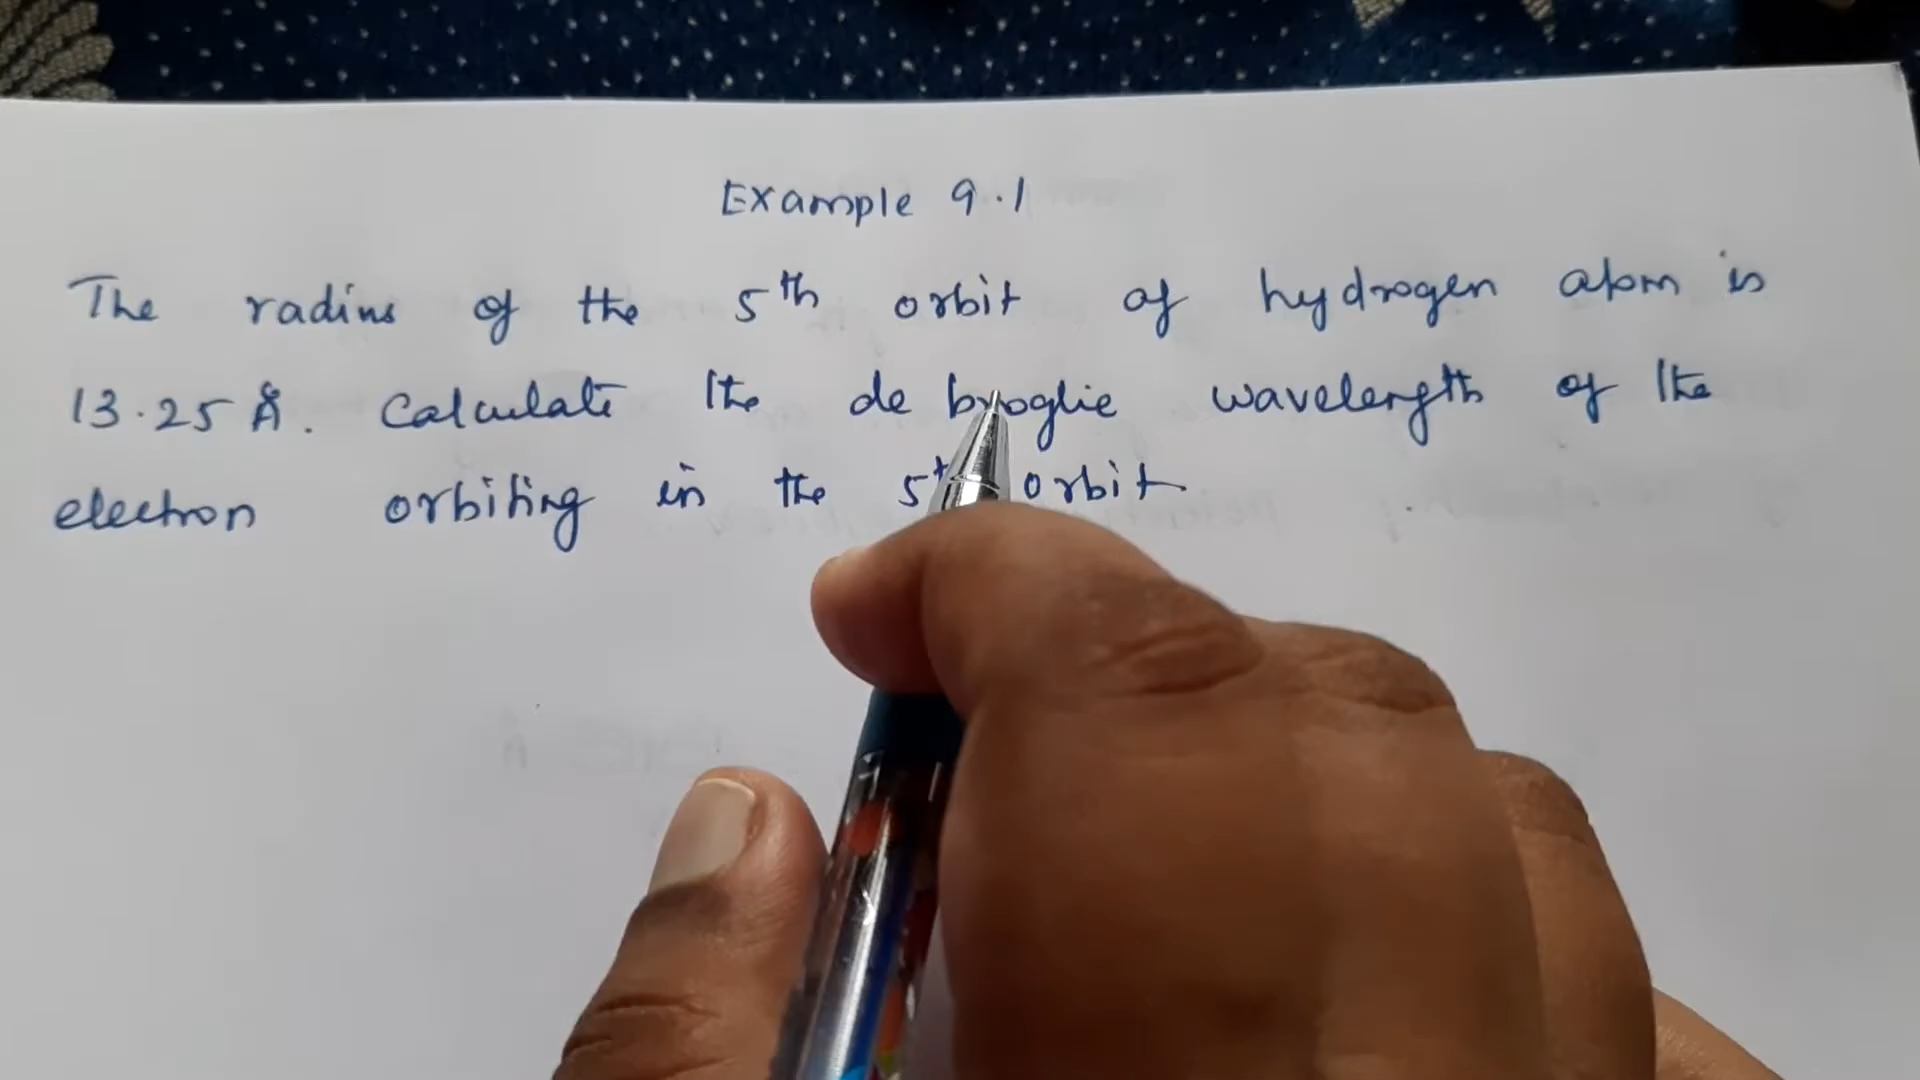 Example 9.1
The radius of the 5th orbit of hydrogen atom is
13.25 Å. Calculate the de broglie wavelength of the
electron orbiting in the 5th orbit